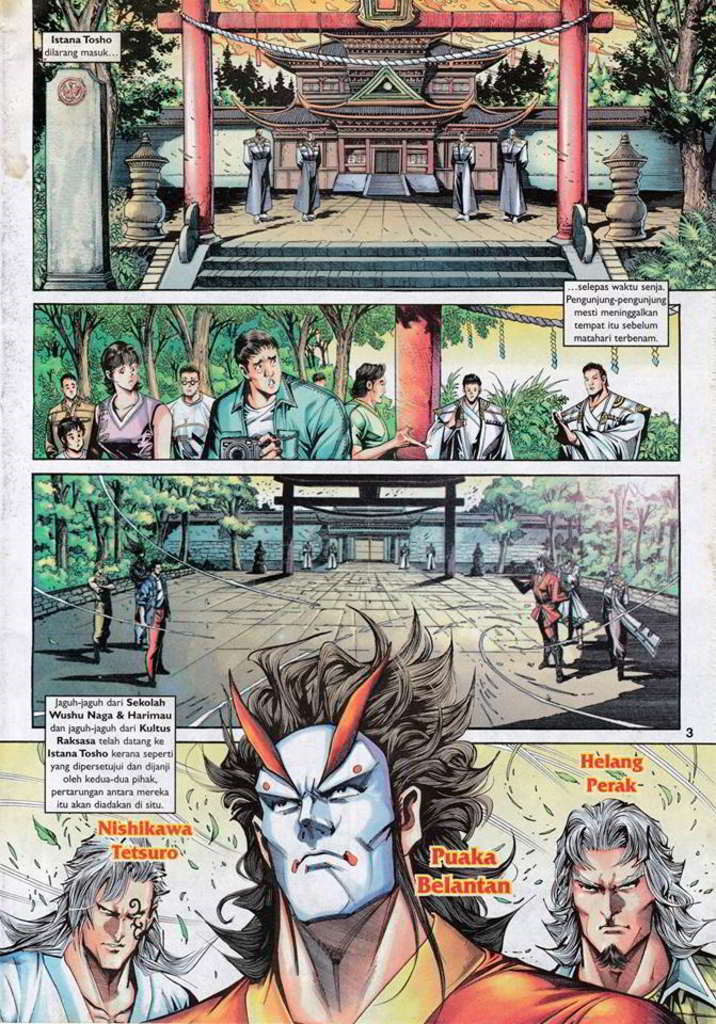 Istana Tosho
dilarang masuk...
...selepas waktu senja.
Pengunjung-pengunjung
mesti meninggalkan
tempat itu sebelum
matahari terbenam.
Jaguh-jaguh dari Sekolah
Wushu Naga & Harimau
dan jaguh-jaguh dari Kultus
Raksasa telah datang ke
Istana Tosho kerana seperti
yang dipersetujui dan dijanji
oleh kedua-dua pihak,
pertarungan antara mereka
itu akan diadakan di situ.
3
Nishikawa
Tetsuro
Puaka
Belantan
Helang
Perak